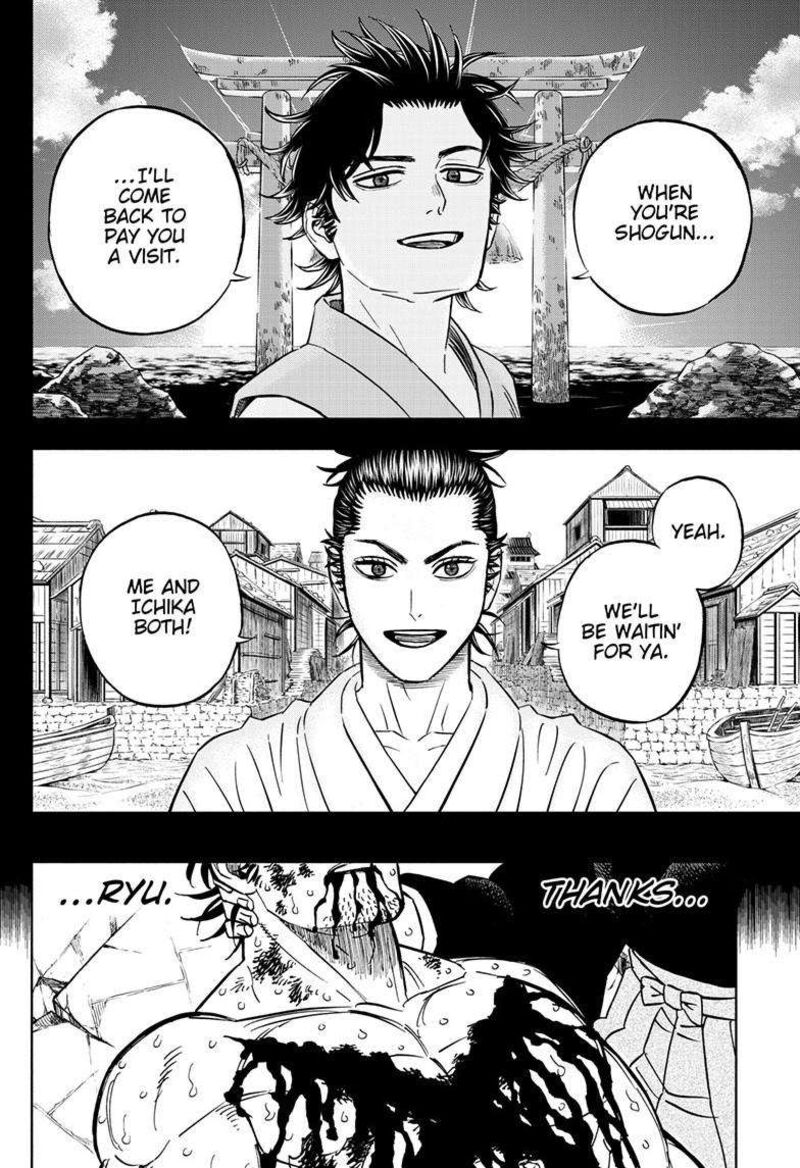 WHEN
YOU'RE
SHOGUN...
...I'LL
COME
BACK TO
PAY YOU
A VISIT.
YEAH.
WE'LL
BE WAITIN'
FOR YA.
ME AND
ICHIKA
BOTH!
THANKS...
...RYU.